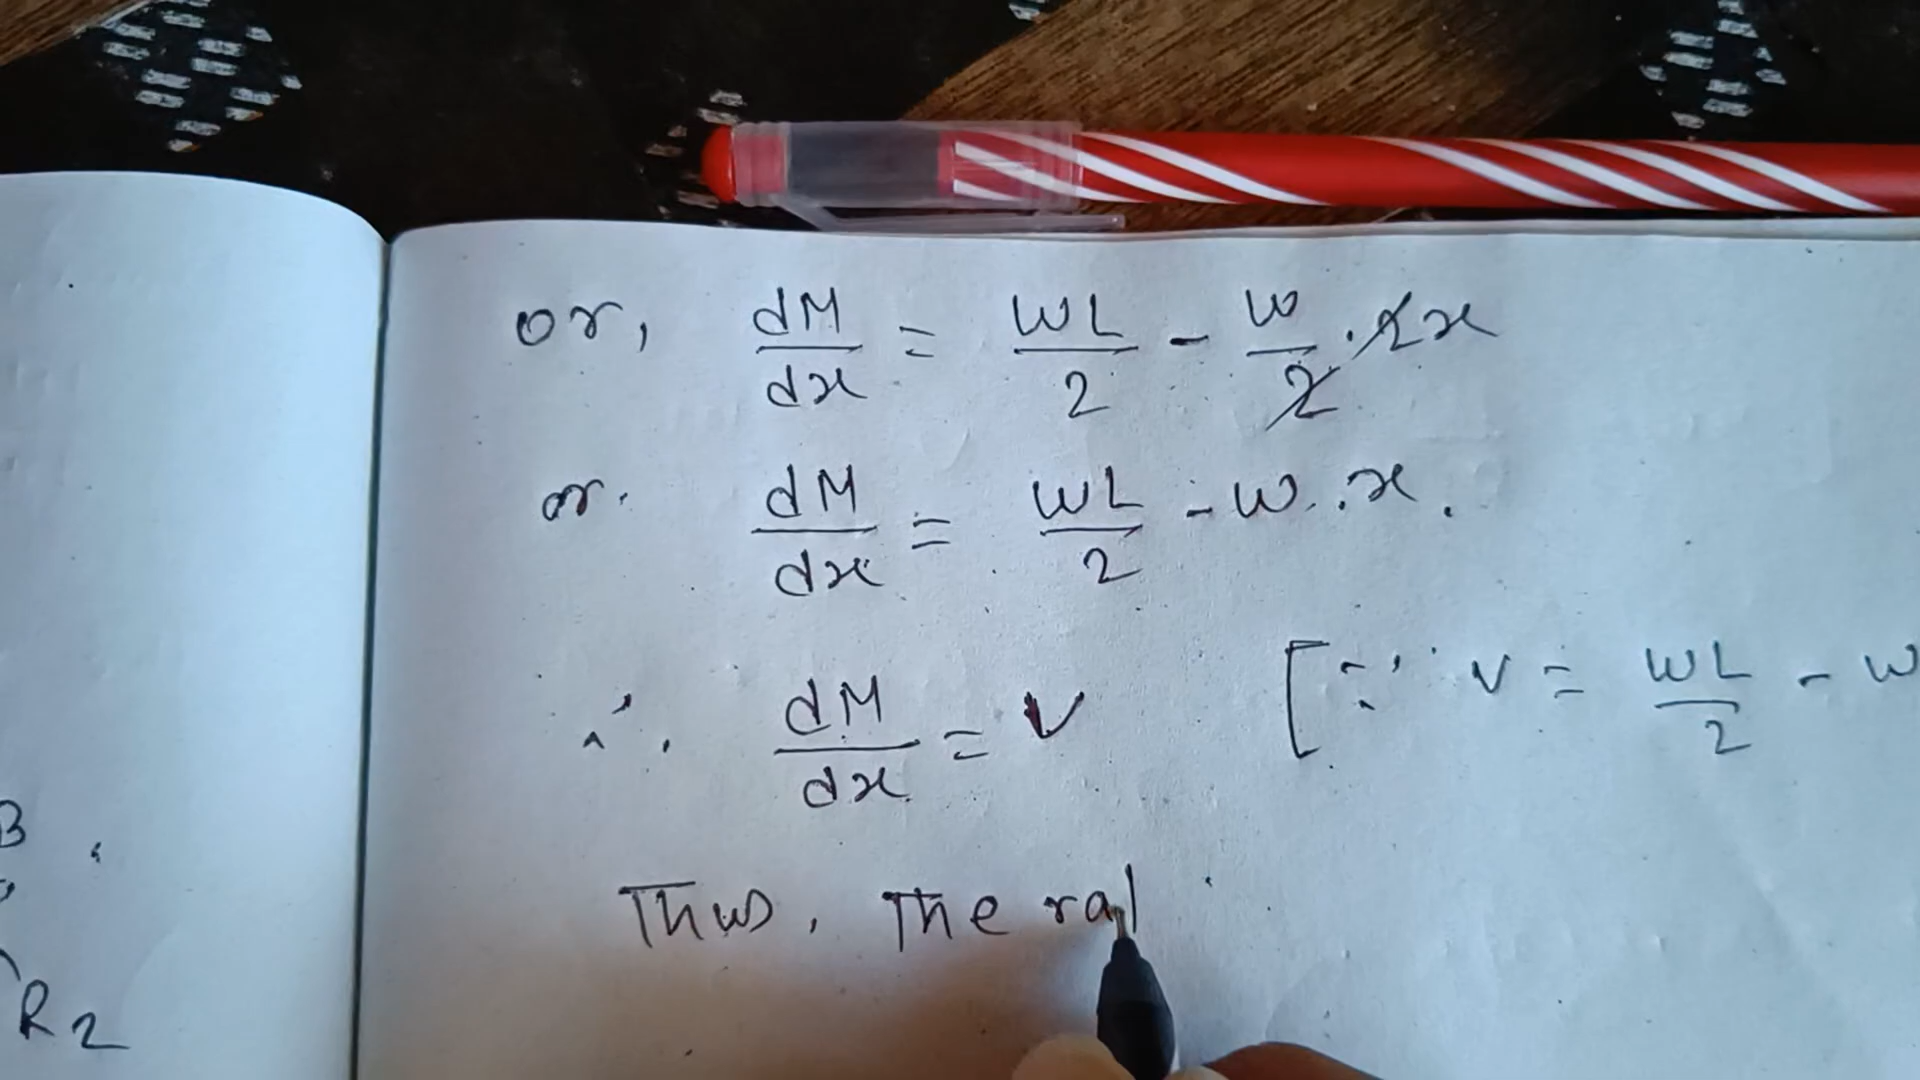 or, dM/dx = WL/2 - W/2 . 2x
or. dM/dx = WL/2 - W . x .
∴ dM/dx = V [∵ V = WL/2 - W
Thus, The rat
B
R2